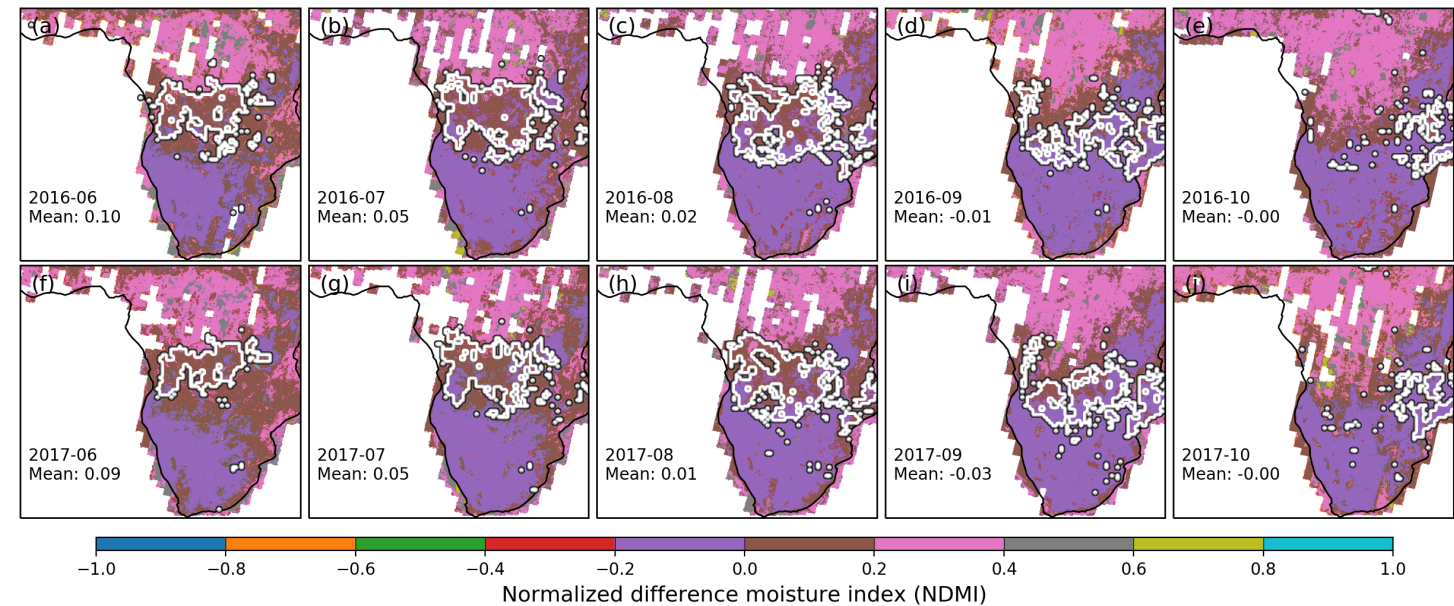 (a) (b) (c) (d) (e)
2016-06 2016-07 2016-08 2016-09 2016-10
Mean: 0.10 Mean: 0.05 Mean: 0.02 Mean: -0.01 Mean: -0.00
(f) (g) (h) (i) (j)
2017-06 2017-07 2017-08 2017-09 2017-10
Mean: 0.09 Mean: 0.05 Mean: 0.01 Mean: -0.03 Mean: -0.00
−1.0 −0.8 −0.6 −0.4 −0.2 0.0 0.2 0.4 0.6 0.8 1.0
Normalized difference moisture index (NDMI)